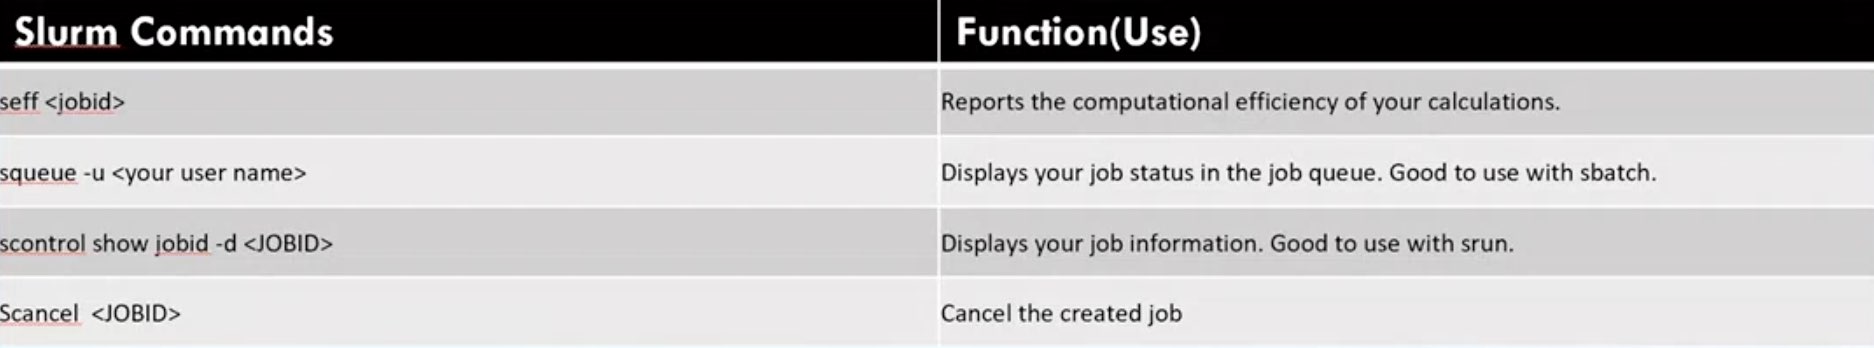 Slurm Commands Function(Use)
seff <jobid> Reports the computational efficiency of your calculations.
squeue -u <your user name> Displays your job status in the job queue. Good to use with sbatch.
scontrol show jobid -d <JOBID> Displays your job information. Good to use with srun.
Scancel  <JOBID> Cancel the created job